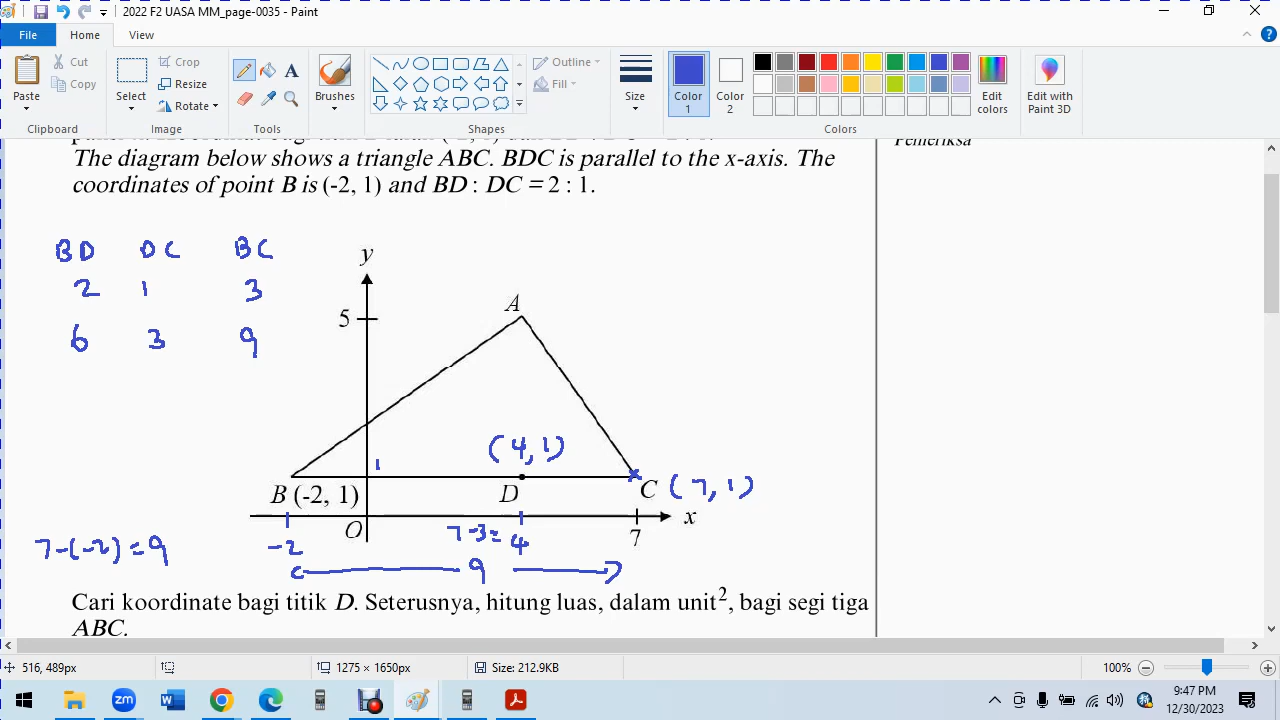 2022 F2 UASA MM_page-0035 - Paint
File Home View
Paste Cut Copy Clipboard
Select Crop Resize Rotate Image
Tools
Brushes
Outline Fill Shapes
Size
Color 1
Color 2
Edit colors
Colors
Edit with Paint 3D
Pemeriksa
The diagram below shows a triangle ABC. BDC is parallel to the x-axis. The
coordinates of point B is (-2, 1) and BD : DC = 2 : 1.
BD DC BC
2 1 3
6 3 9
y
A
5
(4, 1)
1
B (-2, 1)
D
C (7, 1)
O
x
7-(-2) = 9
-2
7-3=4
7
9
Cari koordinate bagi titik D. Seterusnya, hitung luas, dalam unit², bagi segi tiga
ABC.
516, 489px
1275 × 1650px
Size: 212.9KB
100%
9:47 PM
12/30/2023